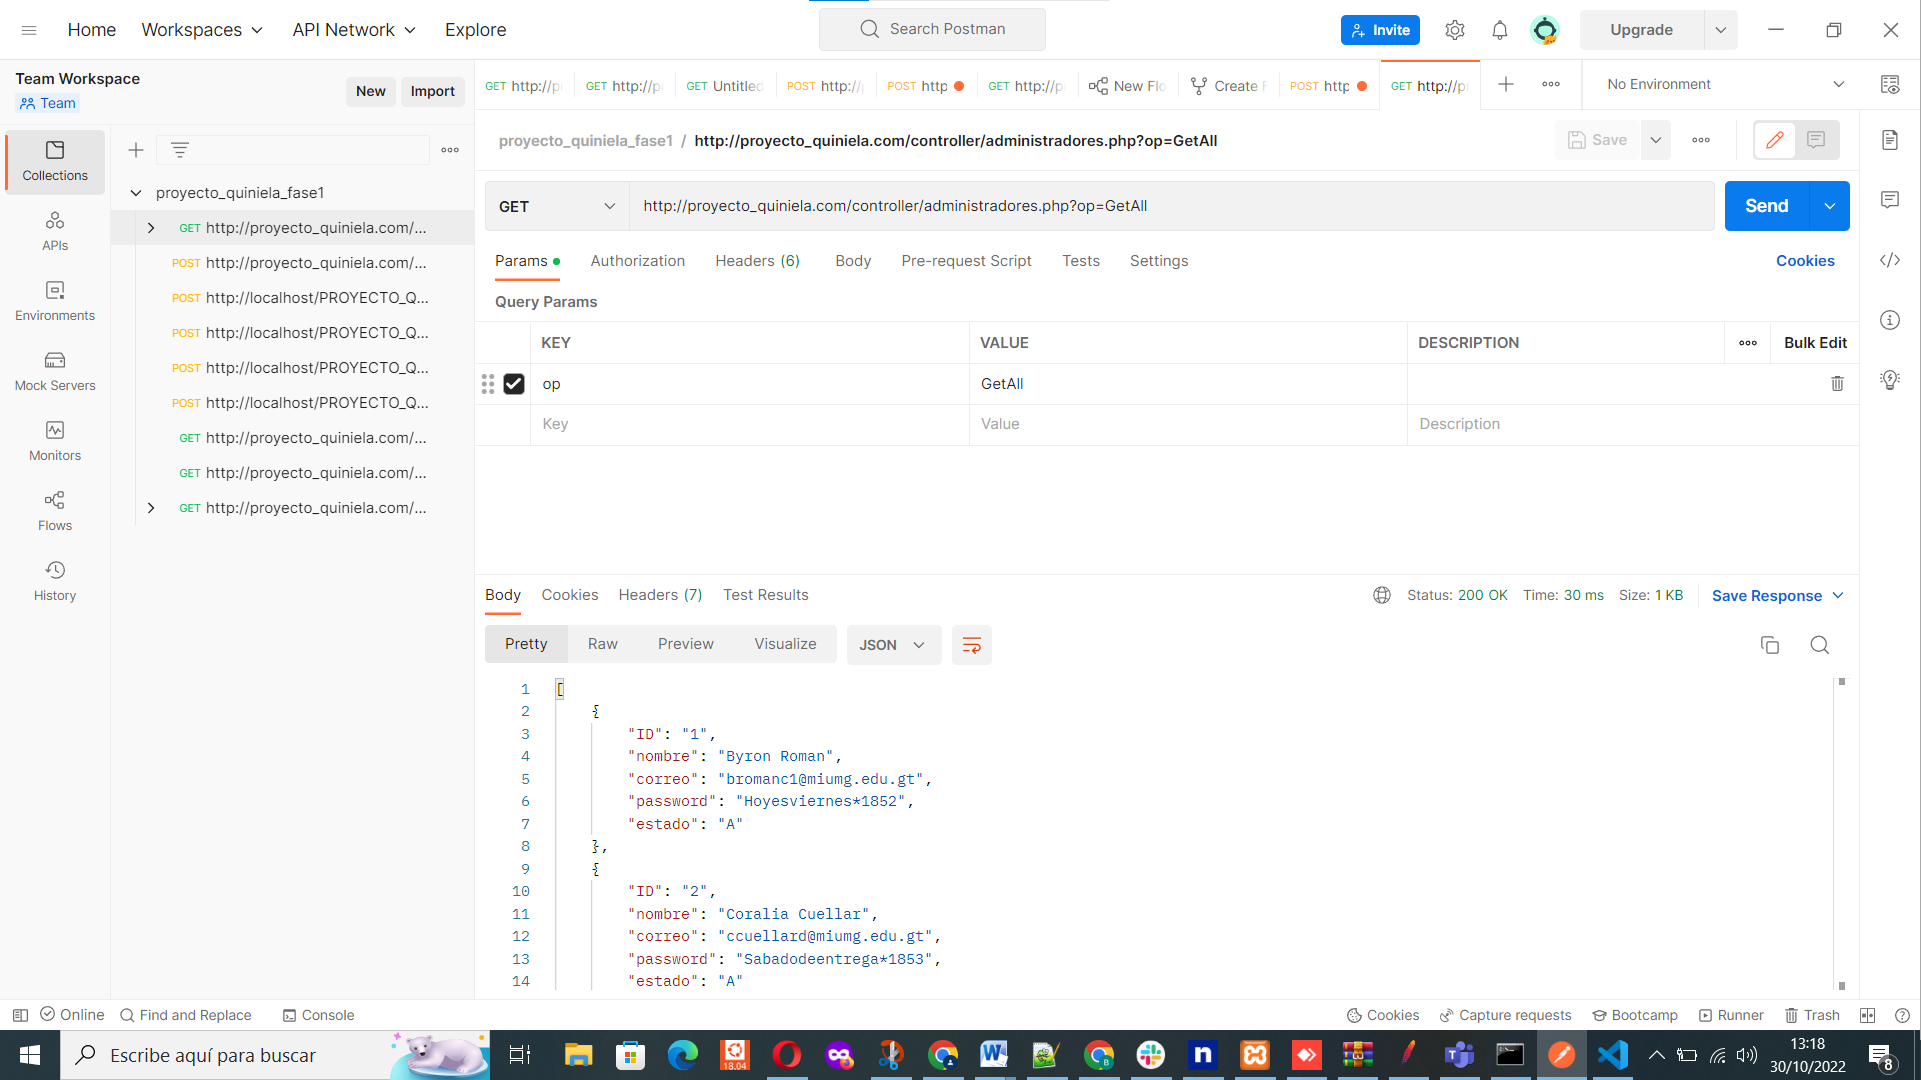 Home Workspaces API Network Explore Search Postman Invite Upgrade
Team Workspace
Team
New Import
GET http://p GET http://p GET Untitled POST http:// POST http GET http://p New Flo Create F POST http GET http://p No Environment
proyecto_quiniela_fase1 / http://proyecto_quiniela.com/controller/administradores.php?op=GetAll Save
Collections
APIs
Environments
Mock Servers
Monitors
Flows
History
proyecto_quiniela_fase1
GET http://proyecto_quiniela.com/...
POST http://proyecto_quiniela.com/...
POST http://localhost/PROYECTO_Q...
POST http://localhost/PROYECTO_Q...
POST http://localhost/PROYECTO_Q...
POST http://localhost/PROYECTO_Q...
GET http://proyecto_quiniela.com/...
GET http://proyecto_quiniela.com/...
GET http://proyecto_quiniela.com/...
GET http://proyecto_quiniela.com/controller/administradores.php?op=GetAll Send
Params Authorization Headers (6) Body Pre-request Script Tests Settings Cookies
Query Params
KEY VALUE DESCRIPTION Bulk Edit
op GetAll
Key Value Description
Body Cookies Headers (7) Test Results Status: 200 OK Time: 30 ms Size: 1 KB Save Response
Pretty Raw Preview Visualize JSON
1 [
2 {
3 "ID": "1",
4 "nombre": "Byron Roman",
5 "correo": "bromanc1@miumg.edu.gt",
6 "password": "Hoyesviernes*1852",
7 "estado": "A"
8 },
9 {
10 "ID": "2",
11 "nombre": "Coralia Cuellar",
12 "correo": "ccuellard@miumg.edu.gt",
13 "password": "Sabadodeentrega*1853",
14 "estado": "A"
Online Find and Replace Console Cookies Capture requests Bootcamp Runner Trash
Escribe aquí para buscar
18.04
13:18
30/10/2022
8